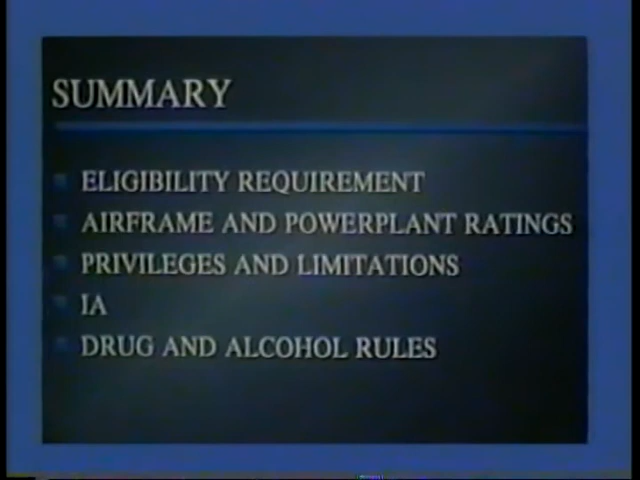 SUMMARY
ELIGIBILITY REQUIREMENT
AIRFRAME AND POWERPLANT RATINGS
PRIVILEGES AND LIMITATIONS
IA
DRUG AND ALCOHOL RULES